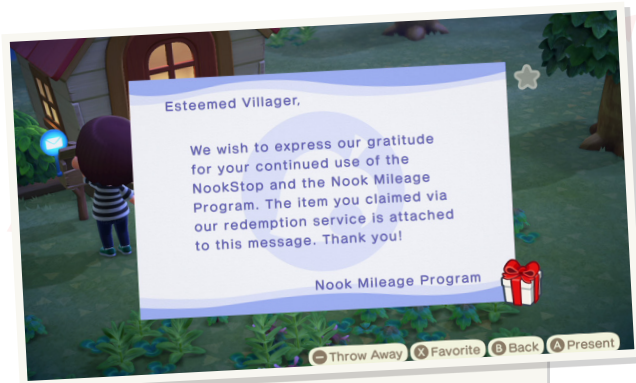 Esteemed Villager,
We wish to express our gratitude
for your continued use of the
NookStop and the Nook Mileage
Program. The item you claimed via
our redemption service is attached
to this message. Thank you!
Nook Mileage Program
− Throw Away X Favorite B Back A Present